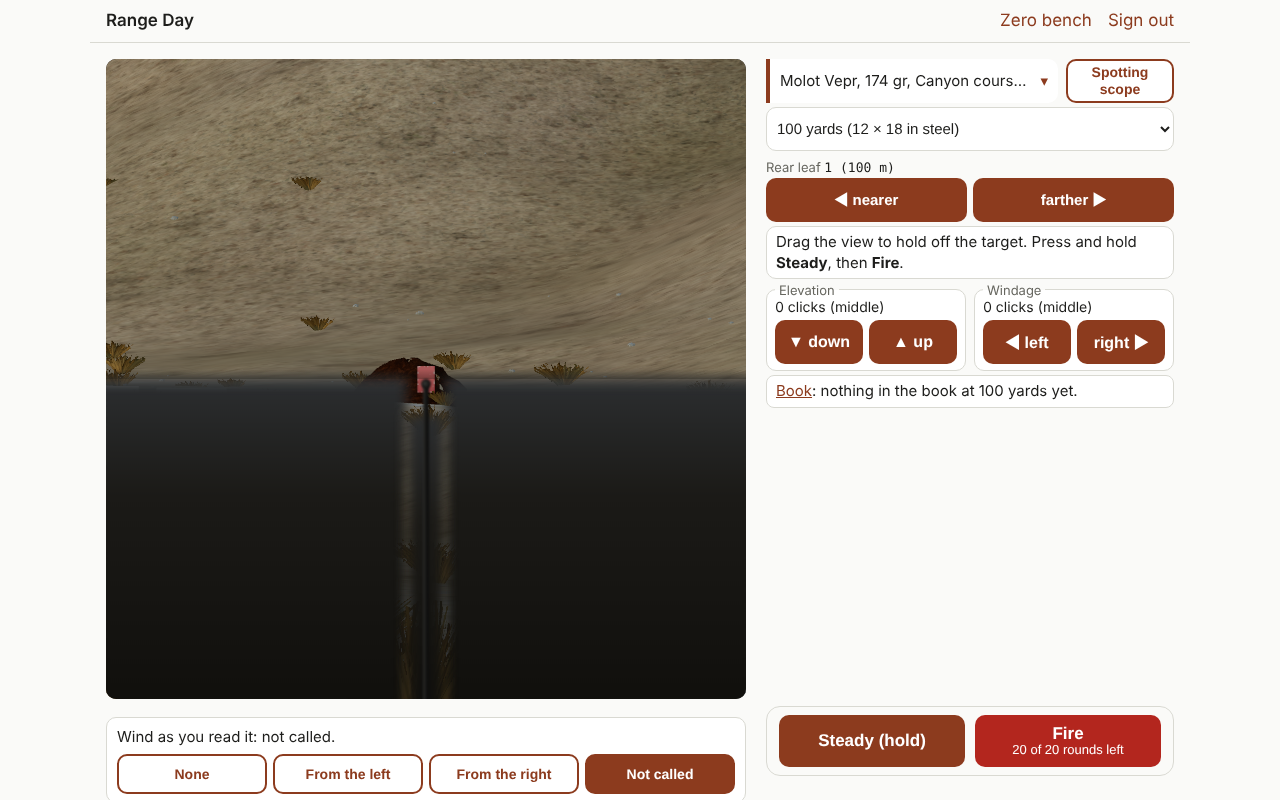 Range Day
Zero bench
Sign out
Molot Vepr, 174 gr, Canyon cours... ▼
Spotting
scope
100 yards (12 × 18 in steel)
Rear leaf 1 (100 m)
◀ nearer
farther ▶
Drag the view to hold off the target. Press and hold
Steady, then Fire.
Elevation
0 clicks (middle)
▼ down
▲ up
Windage
0 clicks (middle)
◀ left
right ▶
Book: nothing in the book at 100 yards yet.
Wind as you read it: not called.
None
From the left
From the right
Not called
Steady (hold)
Fire
20 of 20 rounds left